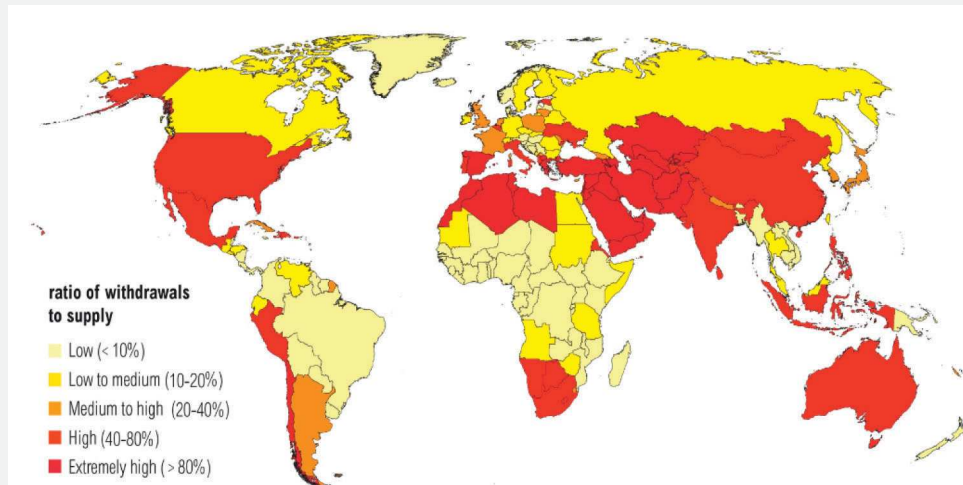 ratio of withdrawals
to supply
Low (< 10%)
Low to medium (10-20%)
Medium to high (20-40%)
High (40-80%)
Extremely high (> 80%)